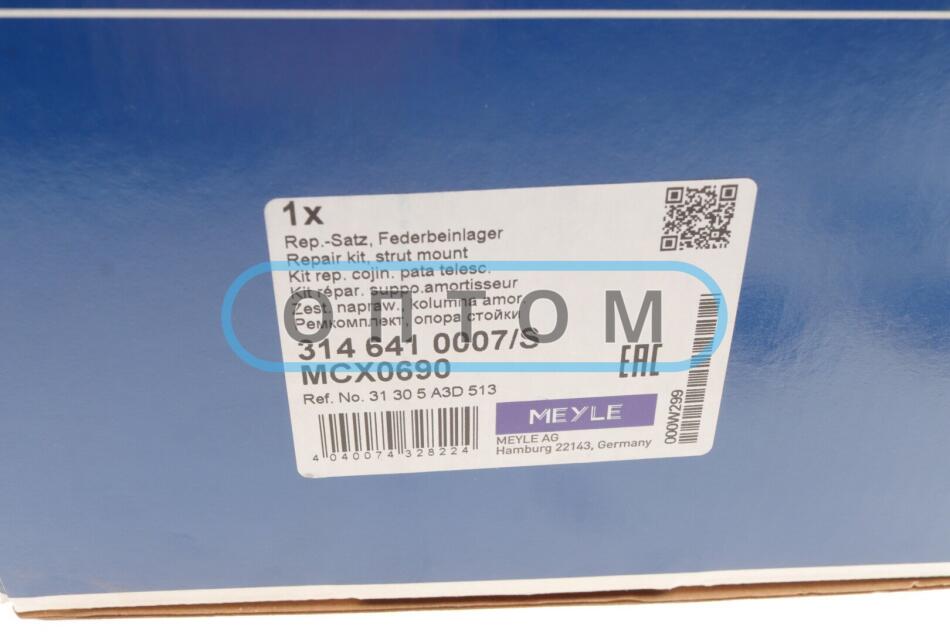 1x
Rep.-Satz, Federbeinlager
Repair kit, strut mount
Kit rep. cojin. pata telesc.
Kit répar. suppo.amortisseur
Zest. napraw., kolumna amor.
Ремкомплект, опора стойки
ОПТОМ
314 641 0007/S
MCX0690
EAC
Ref. No. 31 30 5 A3D 513
MEYLE
MEYLE AG
Hamburg 22143, Germany
4 040074 328224
000W299